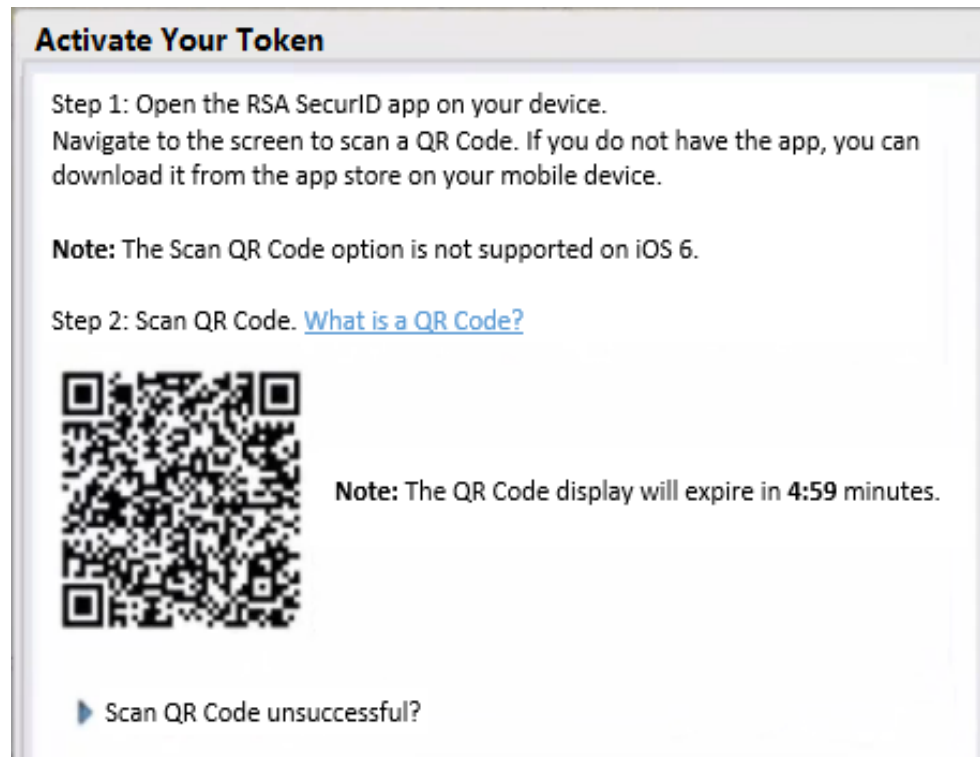 Activate Your Token
Step 1: Open the RSA SecurID app on your device.
Navigate to the screen to scan a QR Code. If you do not have the app, you can
download it from the app store on your mobile device.
Note: The Scan QR Code option is not supported on iOS 6.
Step 2: Scan QR Code. What is a QR Code?
Note: The QR Code display will expire in 4:59 minutes.
Scan QR Code unsuccessful?